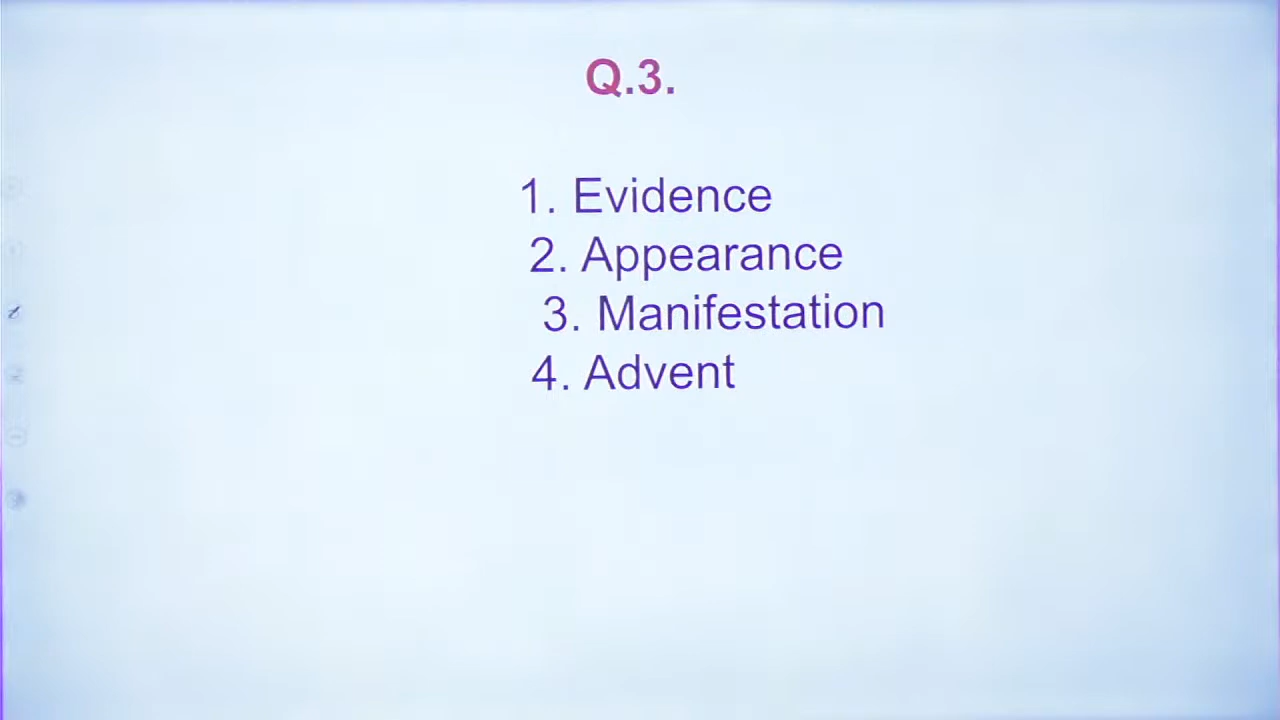 Q.3.
1. Evidence
2. Appearance
3. Manifestation
4. Advent